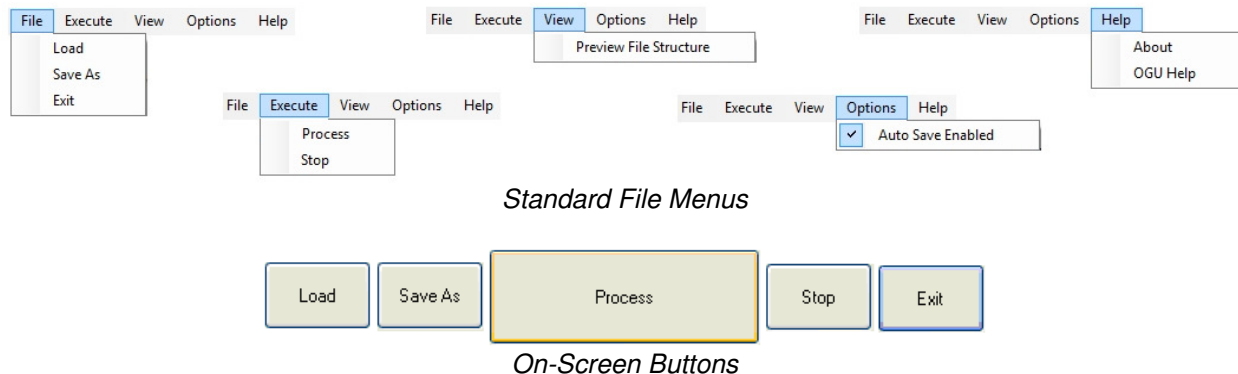 File Execute View Options Help
Load
Save As
Exit
File Execute View Options Help
Preview File Structure
File Execute View Options Help
About
OGU Help
File Execute View Options Help
Process
Stop
File Execute View Options Help
Auto Save Enabled
Standard File Menus
Load Save As Process Stop Exit
On-Screen Buttons